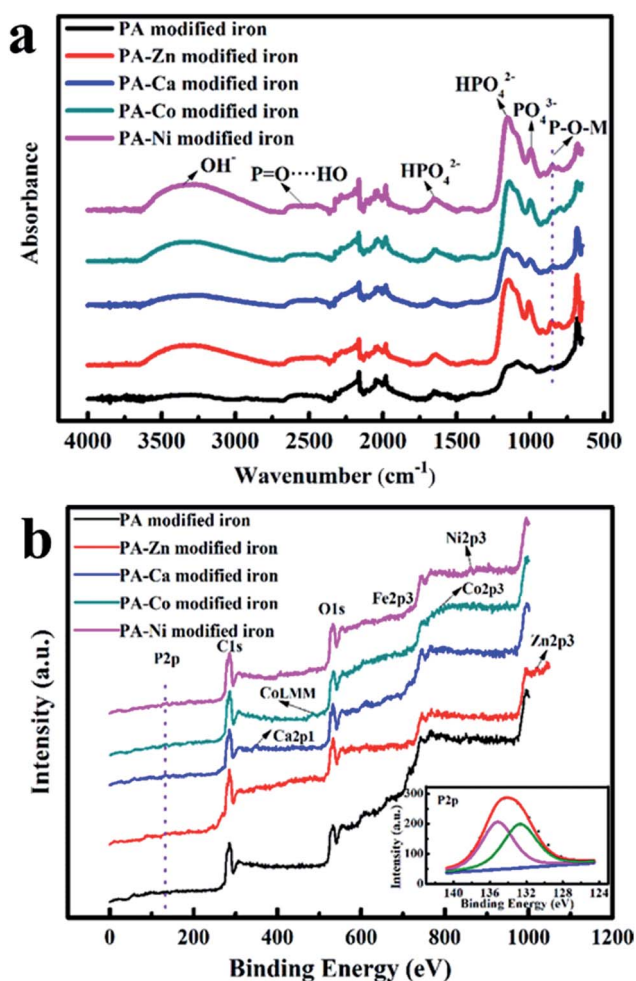 a
PA modified iron
PA-Zn modified iron
PA-Ca modified iron
PA-Co modified iron
PA-Ni modified iron
HPO₄²⁻
PO₄³⁻
P-O-M
OH⁻
P=O····HO
HPO₄²⁻
Absorbance
4000 3500 3000 2500 2000 1500 1000 500
Wavenumber (cm⁻¹)
b
PA modified iron
PA-Zn modified iron
PA-Ca modified iron
PA-Co modified iron
PA-Ni modified iron
P2p
C1s
O1s
Fe2p3
Ni2p3
Co2p3
Zn2p3
CoLMM
Ca2p1
Intensity (a.u.)
P2p
300
200
100
0
Intensity (a.u.)
140 136 132 128 124
Binding Energy (eV)
0 200 400 600 800 1000 1200
Binding Energy (eV)